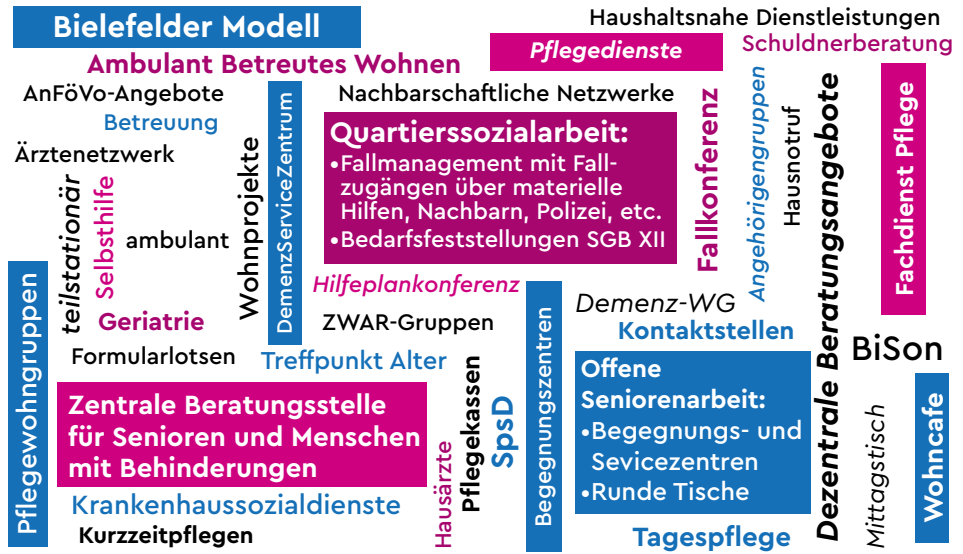 Bielefelder Modell
Haushaltsnahe Dienstleistungen
Pflegedienste
Schuldnerberatung
Ambulant Betreutes Wohnen
AnFöVo-Angebote
Nachbarschaftliche Netzwerke
Betreuung
Ärztenetzwerk
teilstationär
Selbsthilfe
ambulant
Wohnprojekte
DemenzServiceZentrum
Quartierssozialarbeit:
•Fallmanagement mit Fall-
zugängen über materielle
Hilfen, Nachbarn, Polizei, etc.
•Bedarfsfeststellungen SGB XII
Fallkonferenz
Angehörigengruppen
Hausnotruf
Dezentrale Beratungsangebote
Fachdienst Pflege
Pflegewohngruppen
Geriatrie
Hilfeplankonferenz
ZWAR-Gruppen
Demenz-WG
Kontaktstellen
Formularlotsen
Treffpunkt Alter
BiSon
Zentrale Beratungsstelle
für Senioren und Menschen
mit Behinderungen
Hausärzte
Pflegekassen
SpsD
Begegnungszentren
Offene
Seniorenarbeit:
•Begegnungs- und
Sevicezentren
•Runde Tische
Mittagstisch
Wohncafe
Krankenhaussozialdienste
Kurzzeitpflegen
Tagespflege